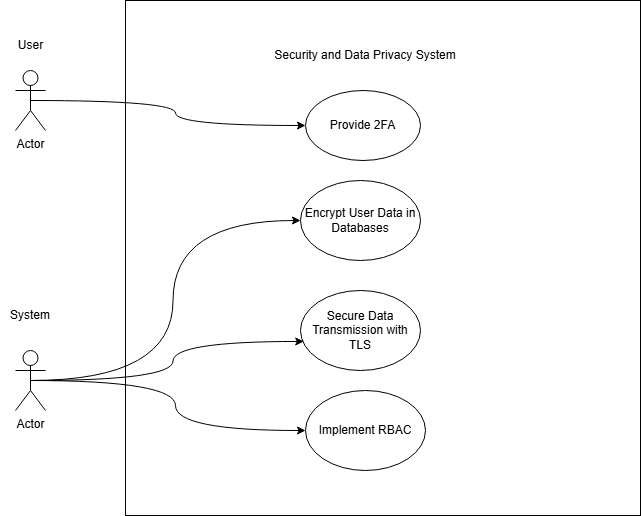 User
Security and Data Privacy System
Provide 2FA
Actor
Encrypt User Data in
Databases
System
Secure Data
Transmission with
TLS
Actor
Implement RBAC